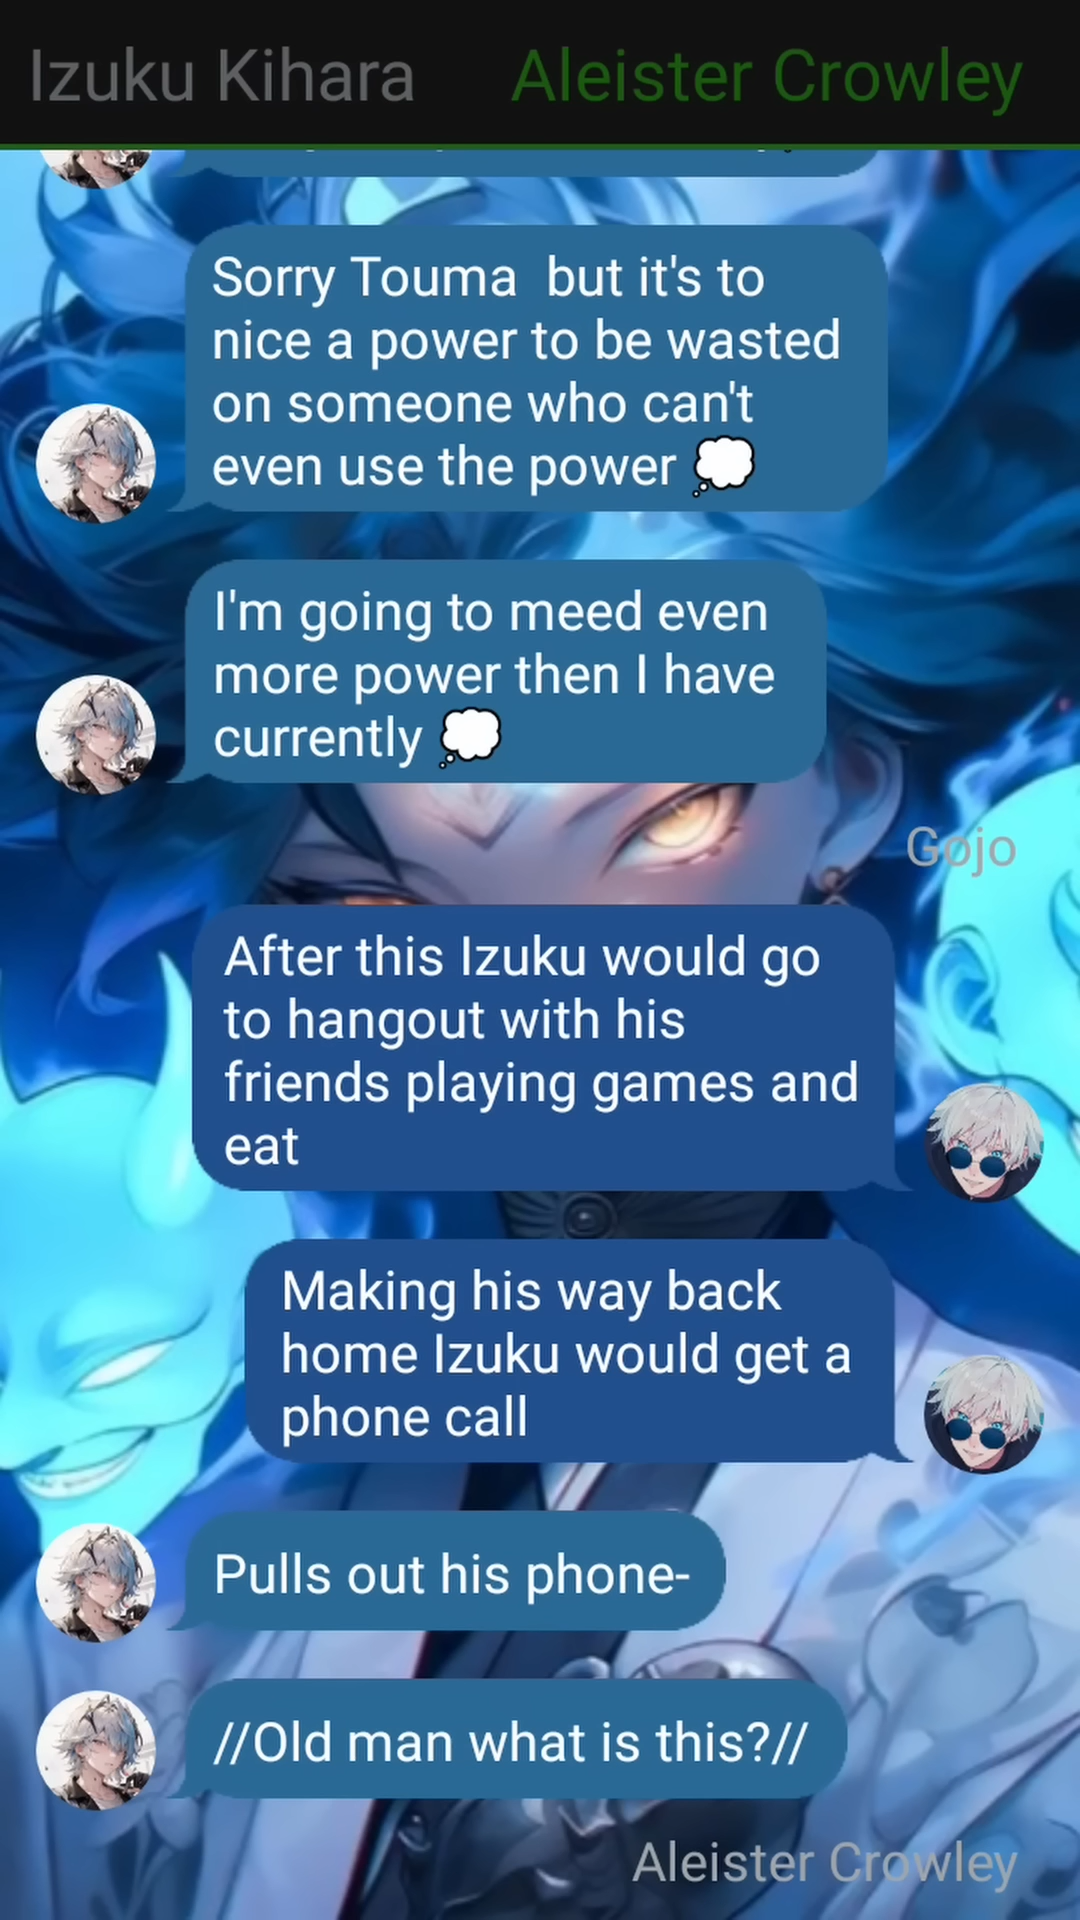 Izuku Kihara Aleister Crowley
Sorry Touma  but it's to
nice a power to be wasted
on someone who can't
even use the power 💭
I'm going to meed even
more power then I have
currently 💭
Gojo
After this Izuku would go
to hangout with his
friends playing games and
eat
Making his way back
home Izuku would get a
phone call
Pulls out his phone-
//Old man what is this?//
Aleister Crowley